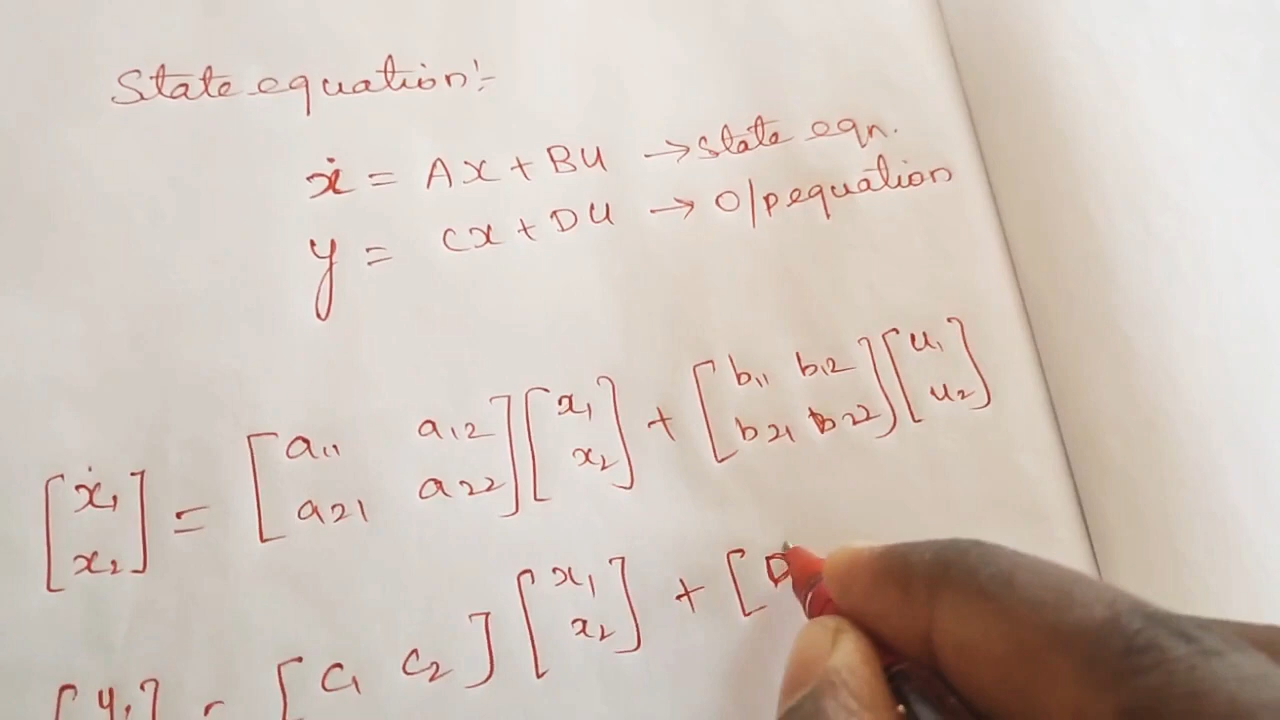 State equation:-
ẋ = Ax + BU → state eqn.
y = Cx + DU → O/p equation
[ẋ1 x2] = [a11 a12 a21 a22] [x1 x2] + [b11 b12 b21 b22] [u1 u2]
[y1] = [C1 C2] [x1 x2] + [D